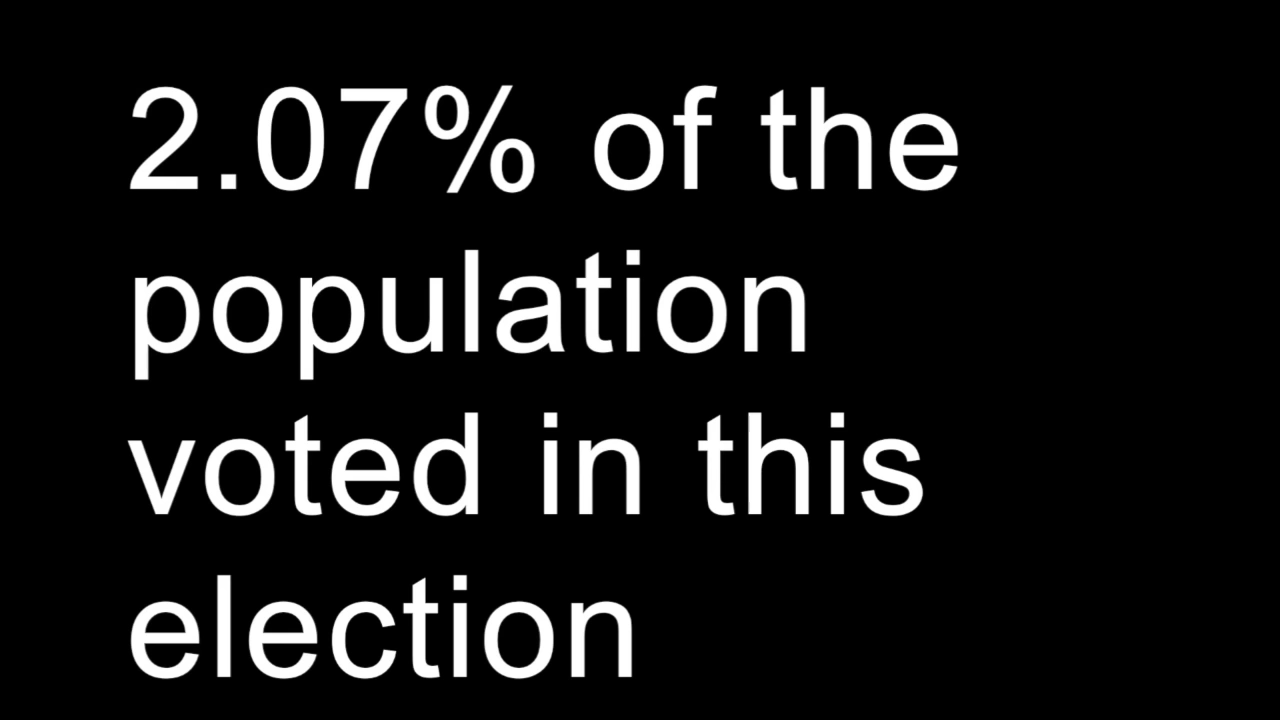 2.07% of the
population
voted in this
election